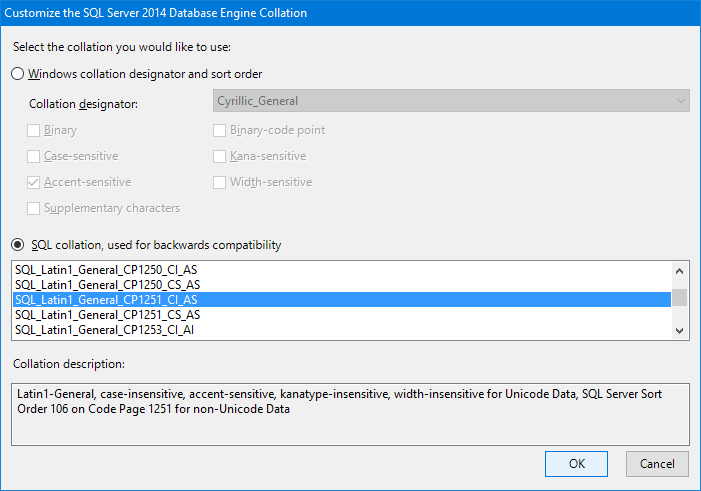 Customize the SQL Server 2014 Database Engine Collation
Select the collation you would like to use:
Windows collation designator and sort order
Collation designator: Cyrillic_General
Binary Binary-code point
Case-sensitive Kana-sensitive
Accent-sensitive Width-sensitive
Supplementary characters
SQL collation, used for backwards compatibility
SQL_Latin1_General_CP1250_CI_AS
SQL_Latin1_General_CP1250_CS_AS
SQL_Latin1_General_CP1251_CI_AS
SQL_Latin1_General_CP1251_CS_AS
SQL_Latin1_General_CP1253_CI_AI
Collation description:
Latin1-General, case-insensitive, accent-sensitive, kanatype-insensitive, width-insensitive for Unicode Data, SQL Server Sort
Order 106 on Code Page 1251 for non-Unicode Data
OK Cancel